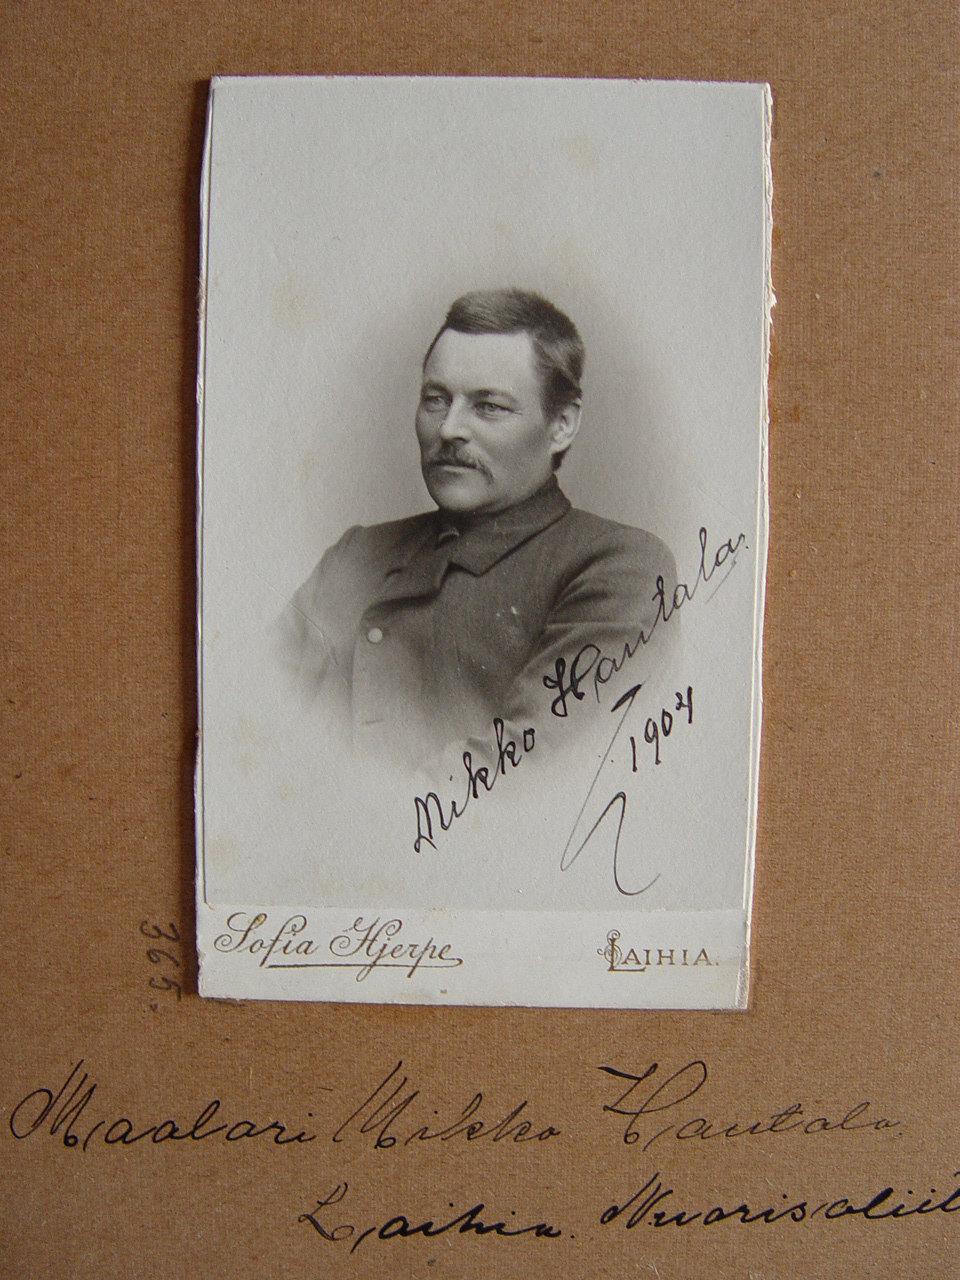 Mikko Hautala.
1904
Sofia Hjerpe
LAIHIA.
365.
Maalari Mikko Hautala.
Laihia. Nuorisoliit